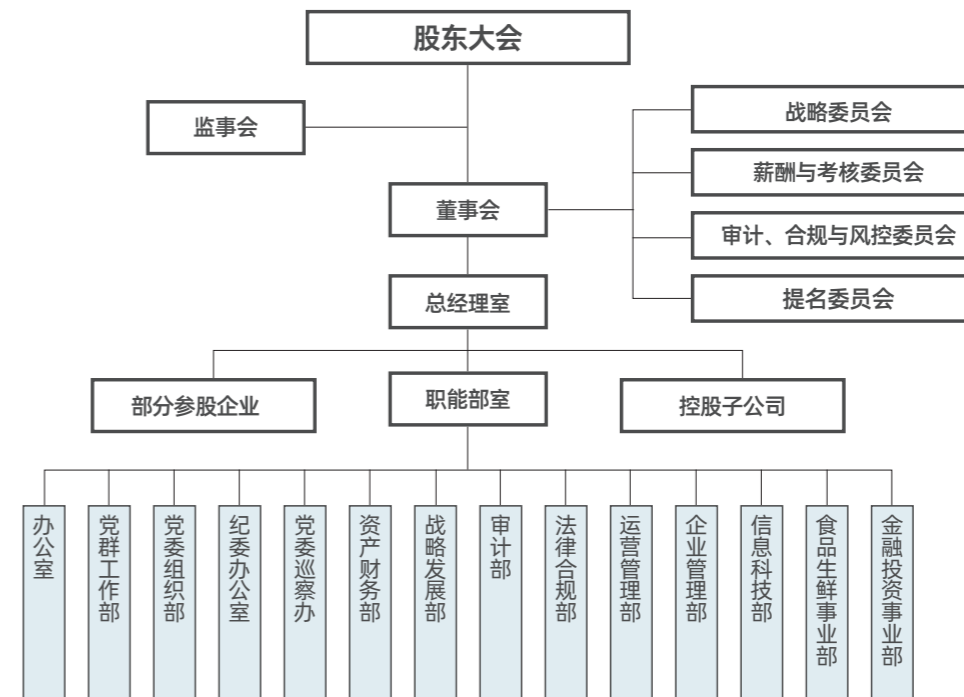 股东大会
监事会
战略委员会
薪酬与考核委员会
董事会
审计、合规与风控委员会
提名委员会
总经理室
部分参股企业
职能部室
控股子公司
办公室
党群工作部
党委组织部
纪委办公室
党委巡察办
资产财务部
战略发展部
审计部
法律合规部
运营管理部
企业管理部
信息科技部
食品生鲜事业部
金融投资事业部